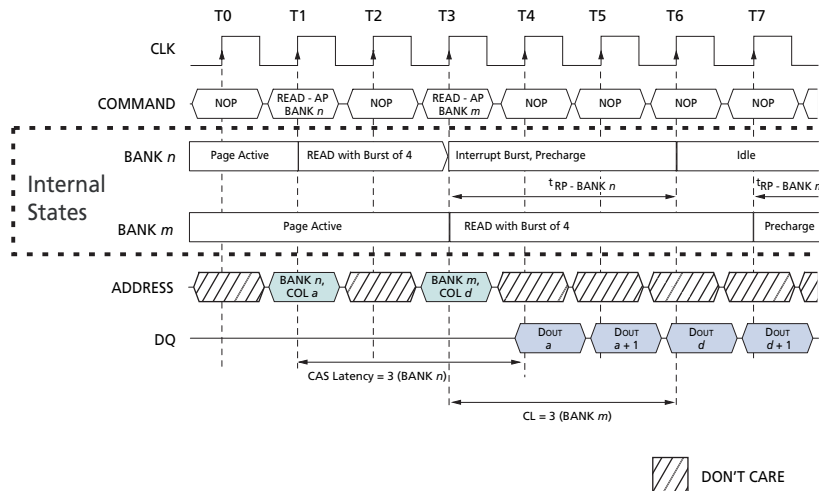 T0 T1 T2 T3 T4 T5 T6 T7
CLK
COMMAND NOP READ - AP BANK n NOP READ - AP BANK m NOP NOP NOP NOP
Internal States
BANK n Page Active READ with Burst of 4 Interrupt Burst, Precharge Idle
tRP - BANK n tRP - BANK m
BANK m Page Active READ with Burst of 4 Precharge
ADDRESS BANK n, COL a BANK m, COL d
DQ DOUT a DOUT a + 1 DOUT d DOUT d + 1
CAS Latency = 3 (BANK n)
CL = 3 (BANK m)
DON'T CARE